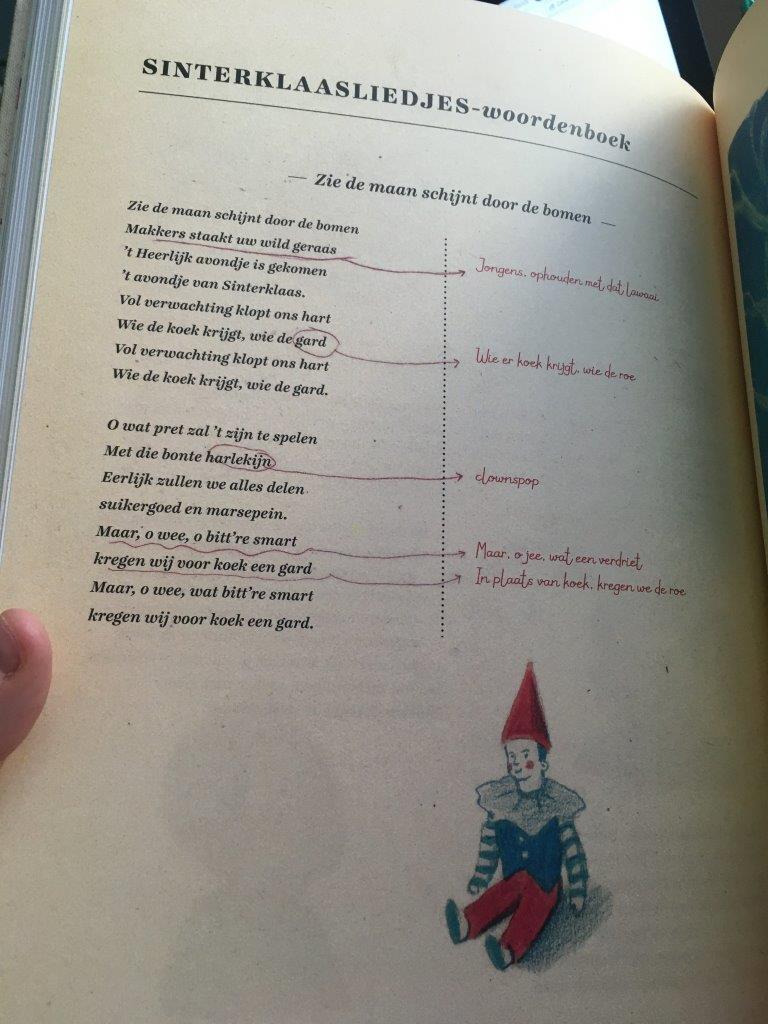 SINTERKLAASLIEDJES-woordenboek
— Zie de maan schijnt door de bomen —
Zie de maan schijnt door de bomen
Makkers staakt uw wild geraas
Jongens, ophouden met dat lawaai
’t Heerlijk avondje is gekomen
’t avondje van Sinterklaas.
Vol verwachting klopt ons hart
Wie de koek krijgt, wie de gard
Wie er koek krijgt, wie de roe
Vol verwachting klopt ons hart
Wie de koek krijgt, wie de gard.
O wat pret zal ’t zijn te spelen
Met die bonte harlekijn
clownspop
Eerlijk zullen we alles delen
suikergoed en marsepein.
Maar, o wee, o bitt’re smart
Maar, o jee, wat een verdriet
kregen wij voor koek een gard
In plaats van koek, kregen we de roe
Maar, o wee, wat bitt’re smart
kregen wij voor koek een gard.